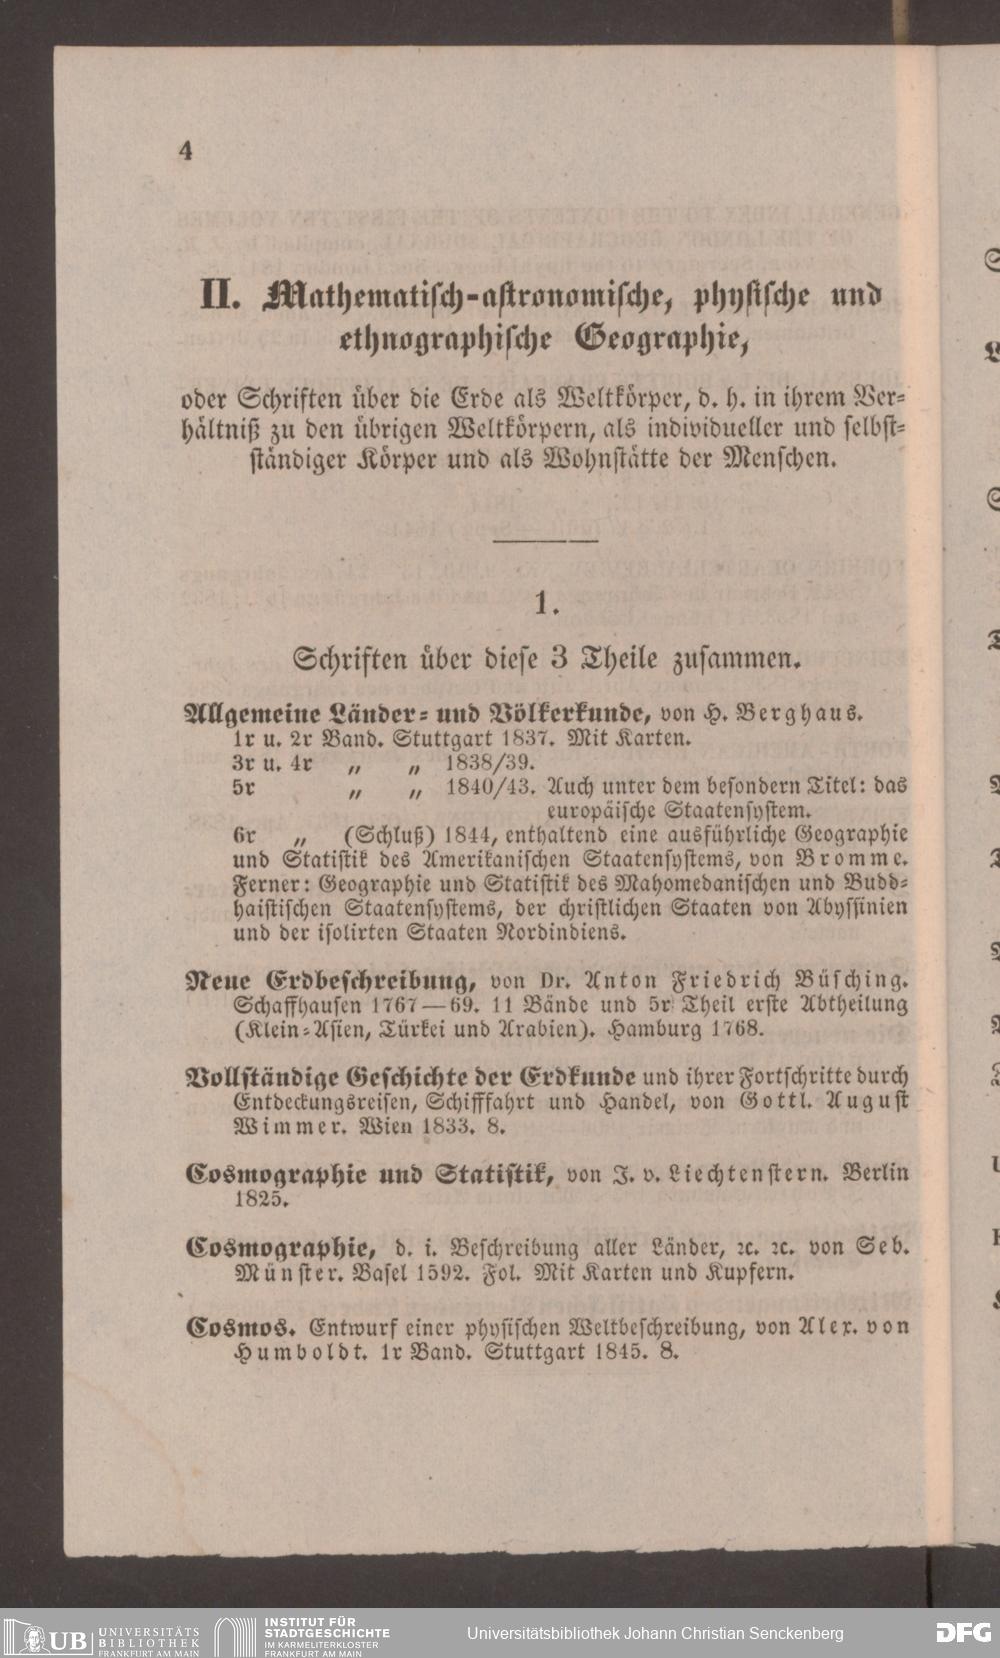 4
II. Mathematisch-astronomische, physische und
ethnographische Geographie,
oder Schriften über die Erde als Weltkörper, d. h. in ihrem Ver-
hältniß zu den übrigen Weltkörpern, als individueller und selbst-
ständiger Körper und als Wohnstätte der Menschen.
1.
Schriften über diese 3 Theile zusammen.
Allgemeine Länder- und Völkerkunde, von H. Berghaus.
1r u. 2r Band. Stuttgart 1837. Mit Karten.
3r u. 4r „ „ 1838/39.
5r „ „ 1840/43. Auch unter dem besondern Titel: das
europäische Staatensystem.
6r „ (Schluß) 1844, enthaltend eine ausführliche Geographie
und Statistik des Amerikanischen Staatensystems, von Bromme.
Ferner: Geographie und Statistik des Mahomedanischen und Budd-
haistischen Staatensystems, der christlichen Staaten von Abyssinien
und der isolirten Staaten Nordindiens.
Neue Erdbeschreibung, von Dr. Anton Friedrich Büsching.
Schaffhausen 1767—69. 11 Bände und 5r Theil erste Abtheilung
(Klein-Asien, Türkei und Arabien). Hamburg 1768.
Vollständige Geschichte der Erdkunde und ihrer Fortschritte durch
Entdeckungsreisen, Schifffahrt und Handel, von Gottl. August
Wimmer. Wien 1833. 8.
Cosmographie und Statistik, von J. v. Liechtenstern. Berlin
1825.
Cosmographie, d. i. Beschreibung aller Länder, ꝛc. ꝛc. von Seb.
Münster. Basel 1592. Fol. Mit Karten und Kupfern.
Cosmos. Entwurf einer physischen Weltbeschreibung, von Alex. von
Humboldt. 1r Band. Stuttgart 1845. 8.
UB UNIVERSITÄTS
BIBLIOTHEK
FRANKFURT AM MAIN
INSTITUT FÜR
STADTGESCHICHTE
IM KARMELITERKLOSTER
FRANKFURT AM MAIN
Universitätsbibliothek Johann Christian Senckenberg
DFG